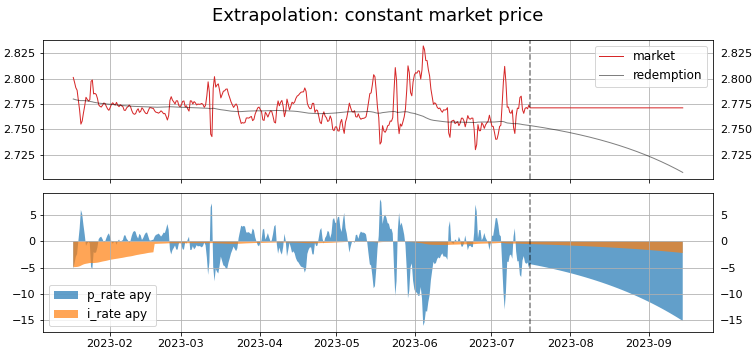 Extrapolation: constant market price
2.825 2.825
2.800 2.800
2.775 2.775
2.750 2.750
2.725 2.725
market
redemption
5 5
0 0
−5 −5
−10 −10
−15 −15
p_rate apy
i_rate apy
2023-02 2023-03 2023-04 2023-05 2023-06 2023-07 2023-08 2023-09